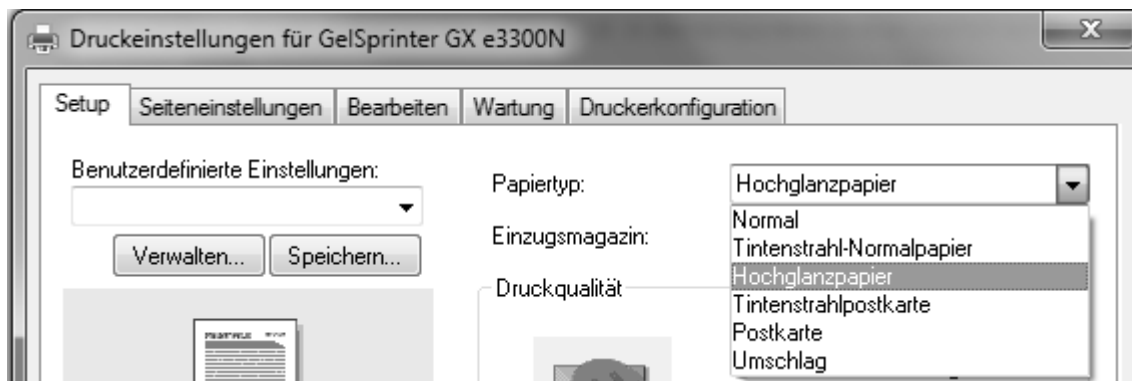 Druckeinstellungen für GelSprinter GX e3300N
Setup Seiteneinstellungen Bearbeiten Wartung Druckerkonfiguration
Benutzerdefinierte Einstellungen:
Verwalten... Speichern...
Papiertyp: Hochglanzpapier
Einzugsmagazin:
Druckqualität
Normal
Tintenstrahl-Normalpapier
Hochglanzpapier
Tintenstrahlpostkarte
Postkarte
Umschlag